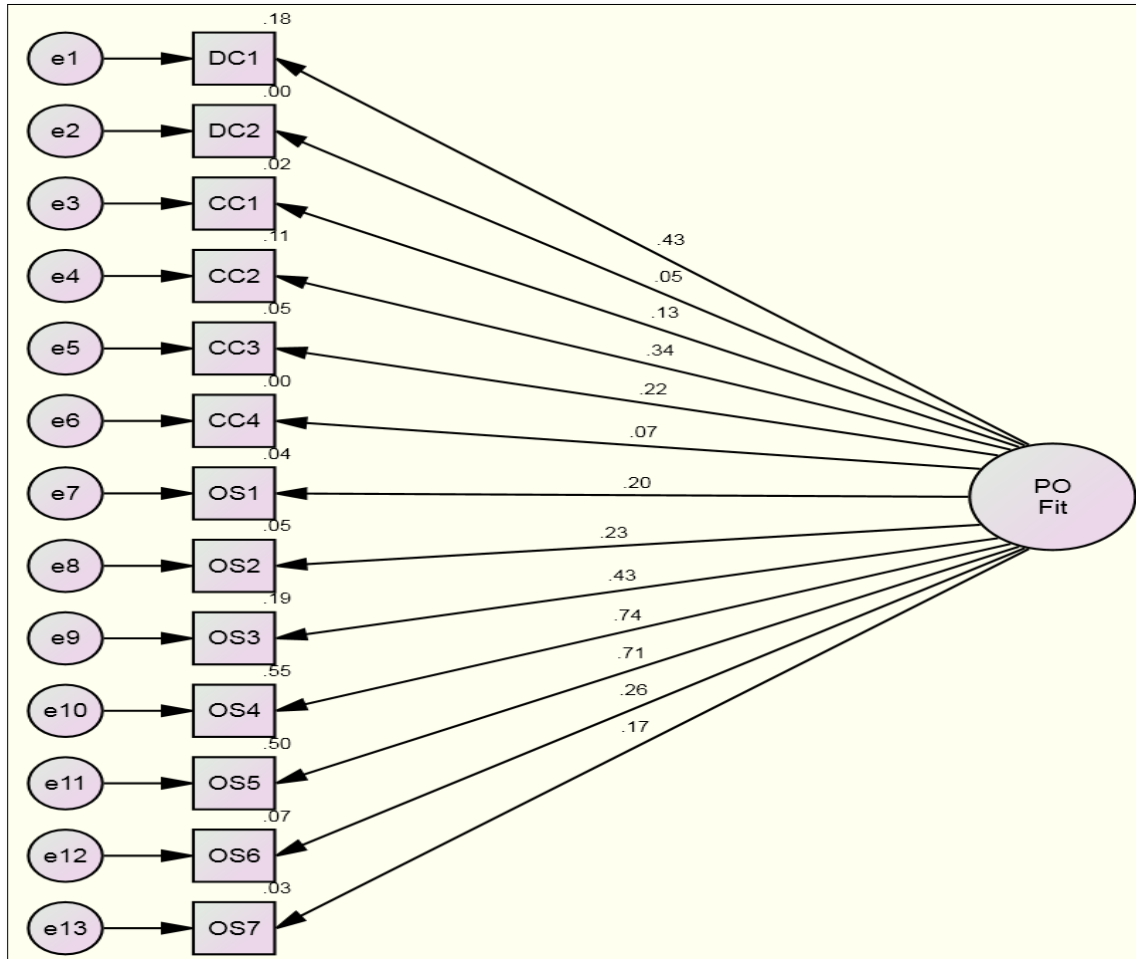 .18
e1 DC1
.00
e2 DC2
.02
e3 CC1
.11
e4 CC2
.05
e5 CC3
.00
e6 CC4
.04
e7 OS1
.05
e8 OS2
.19
e9 OS3
.55
e10 OS4
.50
e11 OS5
.07
e12 OS6
.03
e13 OS7
.43
.05
.13
.34
.22
.07
.20
.23
.43
.74
.71
.26
.17
PO
Fit